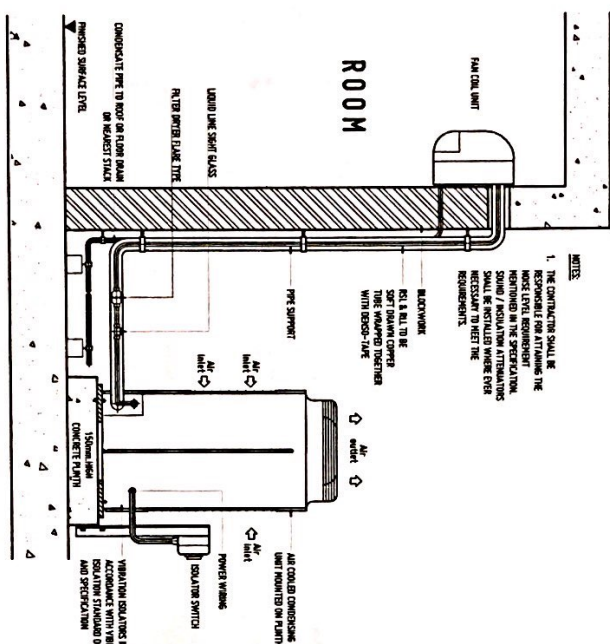 NOTES:
1. THE CONTRACTOR SHALL BE
RESPONSIBLE FOR ATTAINING THE
NOISE LEVEL REQUIREMENT
MENTIONED IN THE SPECIFICATION.
SOUND / INSULATION ATTENUATORS
SHALL BE INSTALLED WHERE EVER
NECESSARY TO MEET THE
REQUIREMENTS.
FAN COIL UNIT
ROOM
BLOCKWORK
RSL & RLL TO BE
SOFT DRAWN COPPER
TUBE WRAPPED TOGETHER
WITH DENSO-TAPE
PIPE SUPPORT
LIQUID LINE SIGHT GLASS
FILTER DRYER FLARE TYPE
CONDENSATE PIPE TO ROOF OR FLOOR DRAIN
OR NEAREST STACK
FINISHED SURFACE LEVEL
Air
outlet
Air
inlet
Air
inlet
Air
inlet
AIR COOLED CONDENSING
UNIT MOUNTED ON PLINTH
POWER WIRING
ISOLATOR SWITCH
150mm.HIGH
CONCRETE PLINTH
VIBRATION ISOLATORS
ACCORDANCE WITH
ISOLATION STANDARD
AND SPECIFICATION